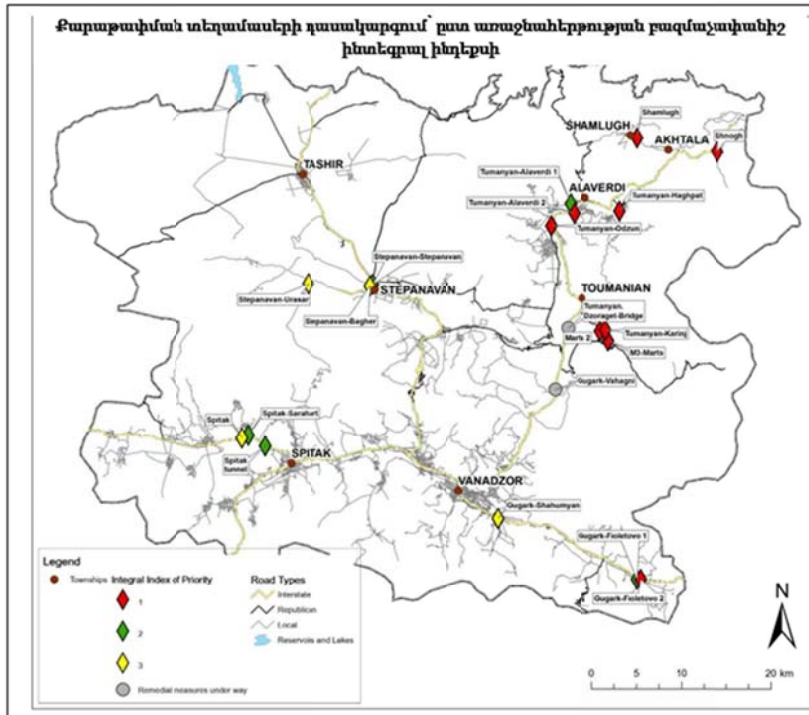 Քարաթափման տեղամասերի դասակարգում` ըստ առաջնահերթության բազմաչափանիշ
ինտեգրալ ինդեքսի
Shamlugh
SHAMLUGH
AKHTALA
Shnogh
TASHIR
Tumanyan-Alaverdi 1
ALAVERDI
Tumanyan-Haghpat
Tumanyan-Alaverdi 2
Tumanyan-Odzun
Stepanavan-Stepanavan
STEPANAVAN
Stepanavan-Urasar
Stepanavan-Bagher
TOUMANIAN
Tumanyan.
Dzoraget-Bridge
Marts 2
Tumanyan-Karinj
M3-Marts
Gugark-Vahagni
Spitak
Spitak-Sarahart
Spitak
tunnel
SPITAK
VANADZOR
Gugark-Shahumyan
Gugark-Fioletovo 1
Gugark-Fioletovo 2
Legend
Townships
Integral Index of Priority
1
2
3
Remedial measures under way
Road Types
Interstate
Republican
Local
Reservois and Lakes
N
0 5 10 20 km